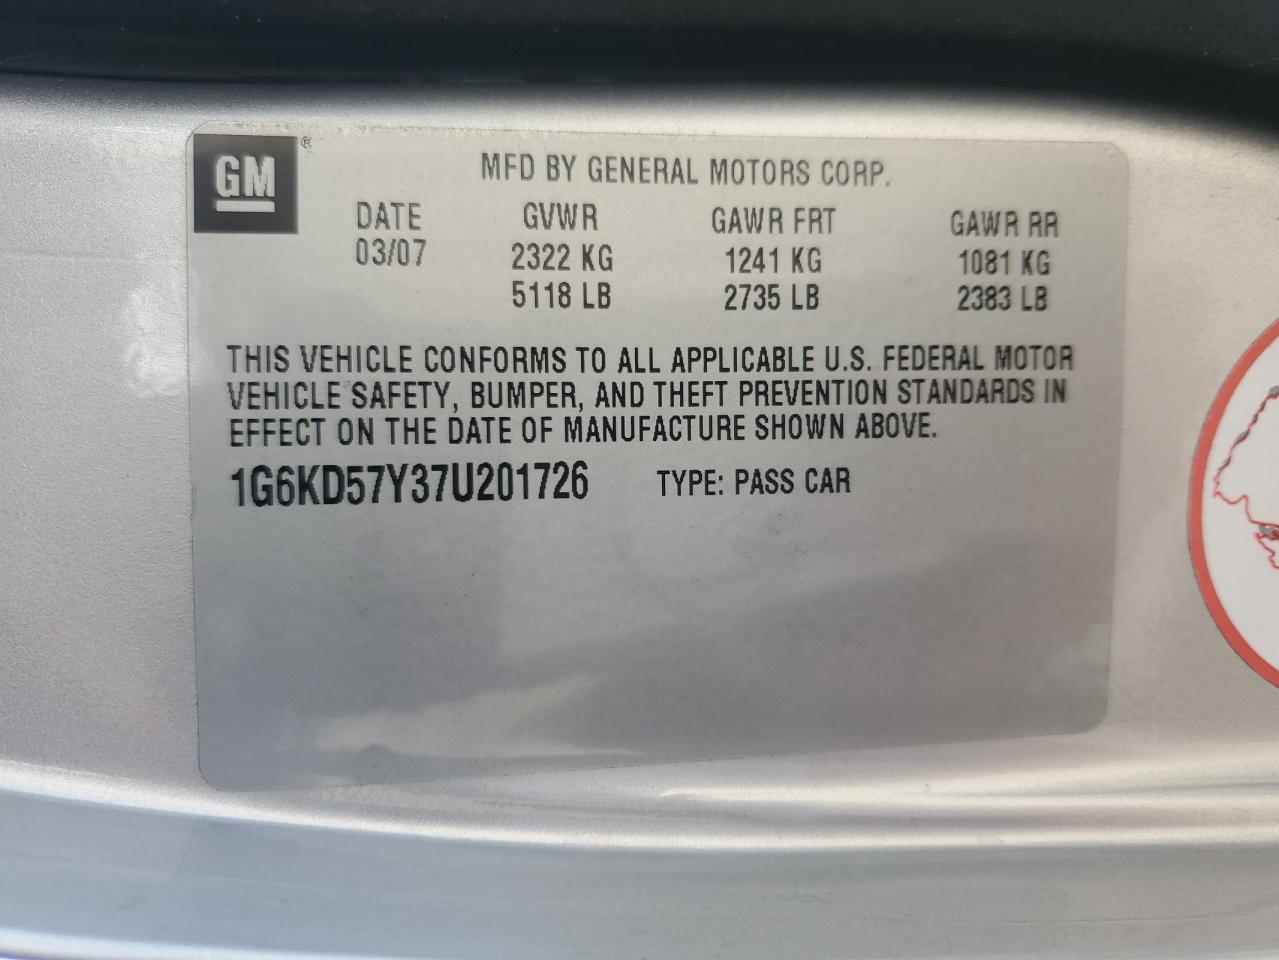 GM ®
MFD BY GENERAL MOTORS CORP.
DATE GVWR GAWR FRT GAWR RR
03/07 2322 KG 1241 KG 1081 KG
5118 LB 2735 LB 2383 LB
THIS VEHICLE CONFORMS TO ALL APPLICABLE U.S. FEDERAL MOTOR
VEHICLE SAFETY, BUMPER, AND THEFT PREVENTION STANDARDS IN
EFFECT ON THE DATE OF MANUFACTURE SHOWN ABOVE.
1G6KD57Y37U201726 TYPE: PASS CAR